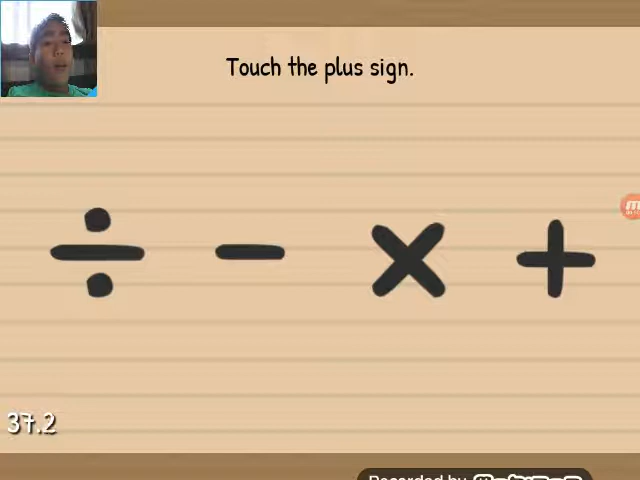 Touch the plus sign.
÷ - × +
37.2
Recorded by